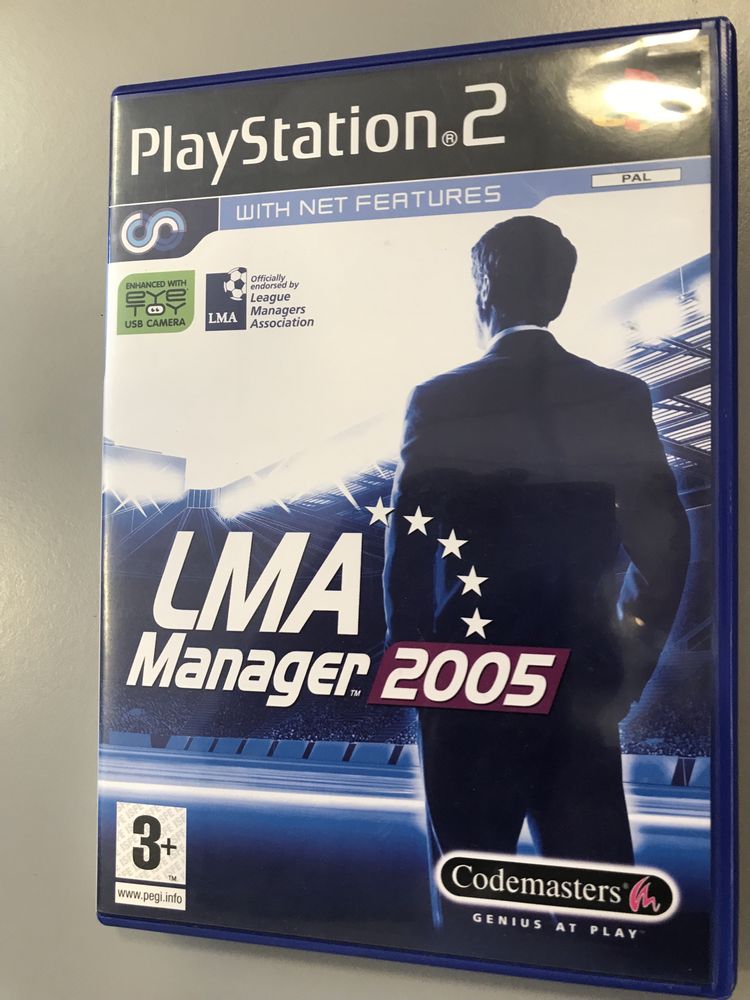 PlayStation®2
PAL
WITH NET FEATURES
ENHANCED WITH
EYE
TOY
USB CAMERA
LMA
Officially
endorsed by
League
Managers
Association
LMA
Manager™ 2005
3+™
www.pegi.info
Codemasters®
GENIUS AT PLAY™